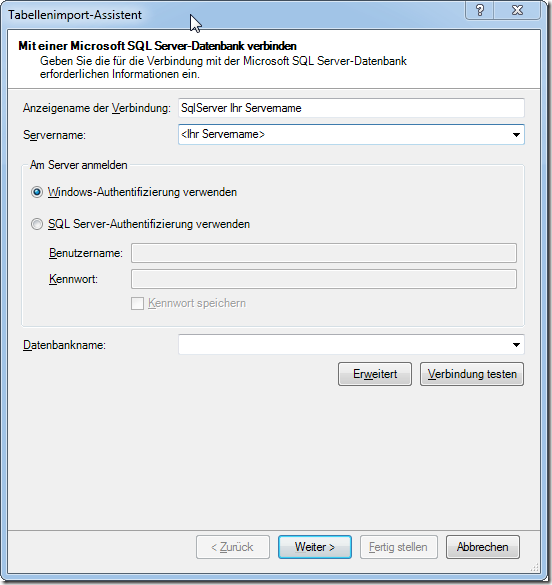 Tabellenimport-Assistent
?
Mit einer Microsoft SQL Server-Datenbank verbinden
Geben Sie die für die Verbindung mit der Microsoft SQL Server-Datenbank
erforderlichen Informationen ein.
Anzeigename der Verbindung: SqlServer Ihr Servername
Servername: <Ihr Servername>
Am Server anmelden
Windows-Authentifizierung verwenden
SQL Server-Authentifizierung verwenden
Benutzername:
Kennwort:
Kennwort speichern
Datenbankname:
Erweitert Verbindung testen
< Zurück Weiter > Fertig stellen Abbrechen